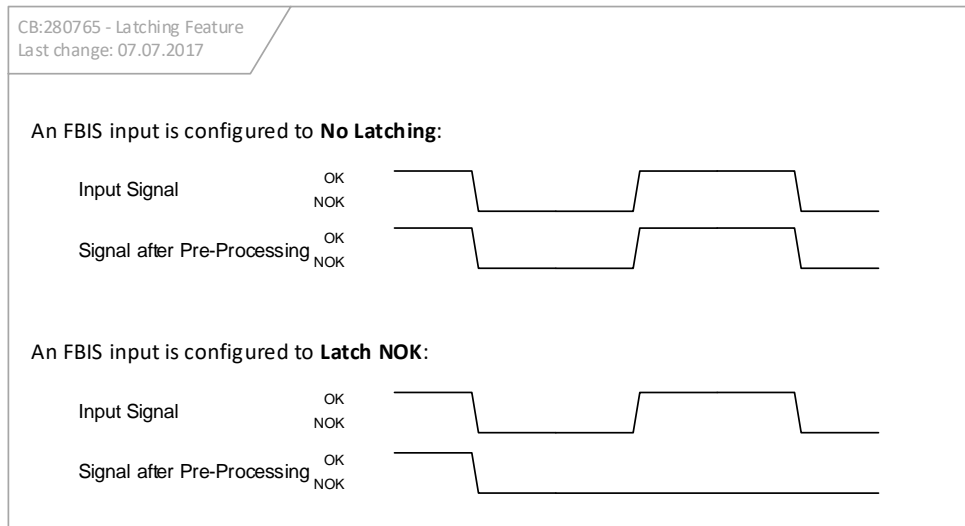 CB:280765 - Latching Feature
Last change: 07.07.2017
An FBIS input is configured to No Latching:
Input Signal
OK
NOK
Signal after Pre-Processing
OK
NOK
An FBIS input is configured to Latch NOK:
Input Signal
OK
NOK
Signal after Pre-Processing
OK
NOK